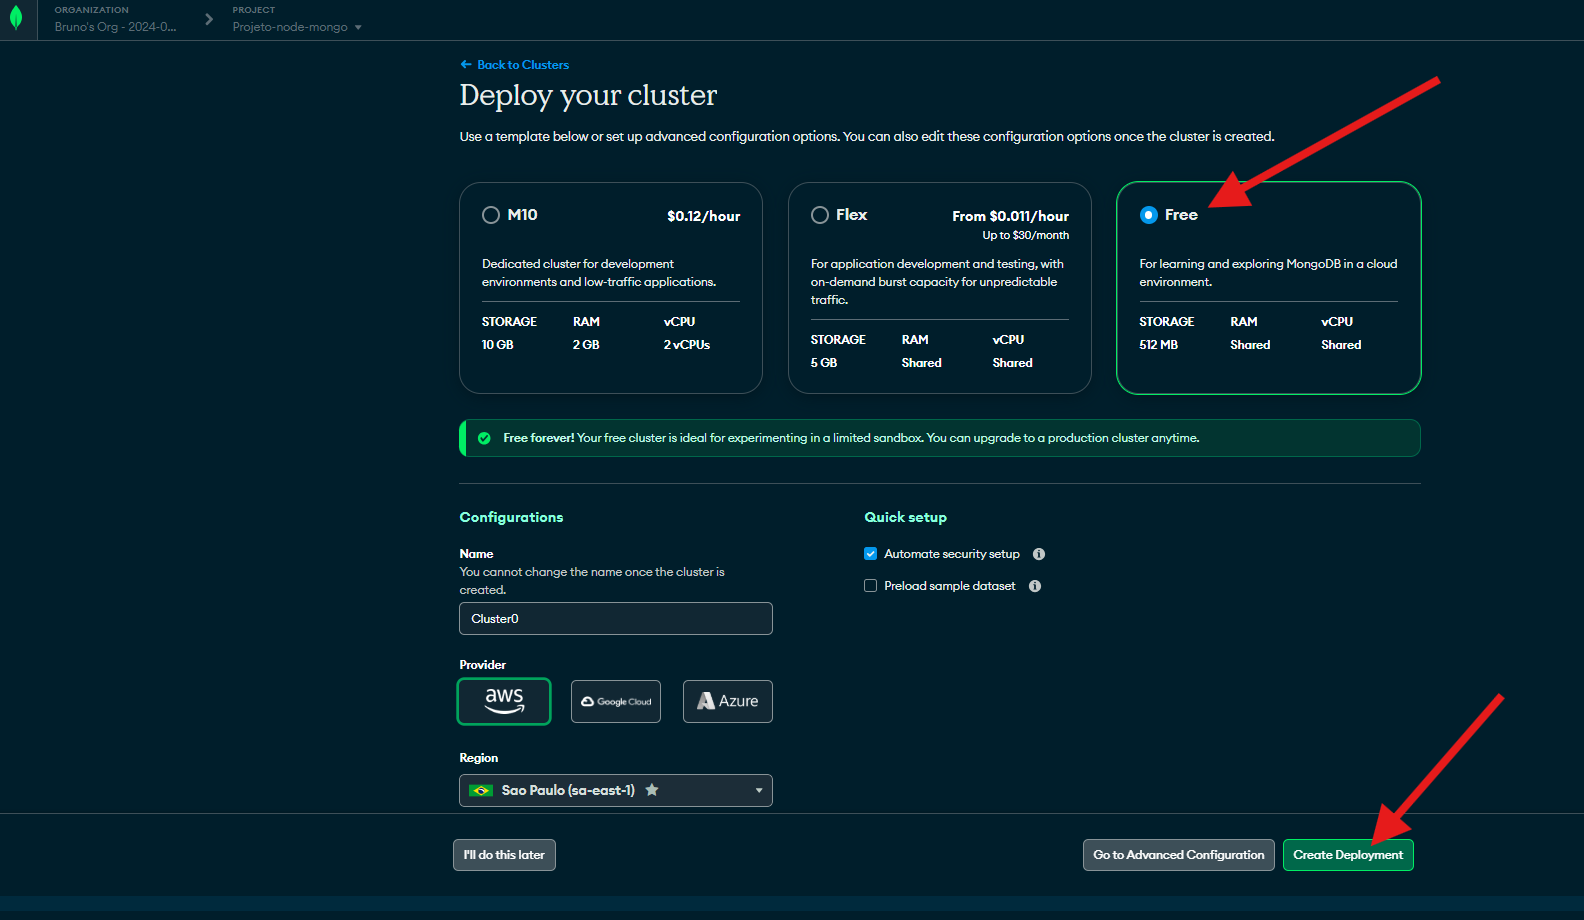 ORGANIZATION
Bruno's Org - 2024-0...
PROJECT
Projeto-node-mongo
Back to Clusters
Deploy your cluster
Use a template below or set up advanced configuration options. You can also edit these configuration options once the cluster is created.
M10
$0.12/hour
Dedicated cluster for development
environments and low-traffic applications.
STORAGE RAM vCPU
10 GB 2 GB 2 vCPUs
Flex
From $0.011/hour
Up to $30/month
For application development and testing, with
on-demand burst capacity for unpredictable
traffic.
STORAGE RAM vCPU
5 GB Shared Shared
Free
For learning and exploring MongoDB in a cloud
environment.
STORAGE RAM vCPU
512 MB Shared Shared
Free forever! Your free cluster is ideal for experimenting in a limited sandbox. You can upgrade to a production cluster anytime.
Configurations
Name
You cannot change the name once the cluster is
created.
Cluster0
Provider
aws
Google Cloud
Azure
Region
Sao Paulo (sa-east-1)
Quick setup
Automate security setup
Preload sample dataset
I'll do this later
Go to Advanced Configuration
Create Deployment